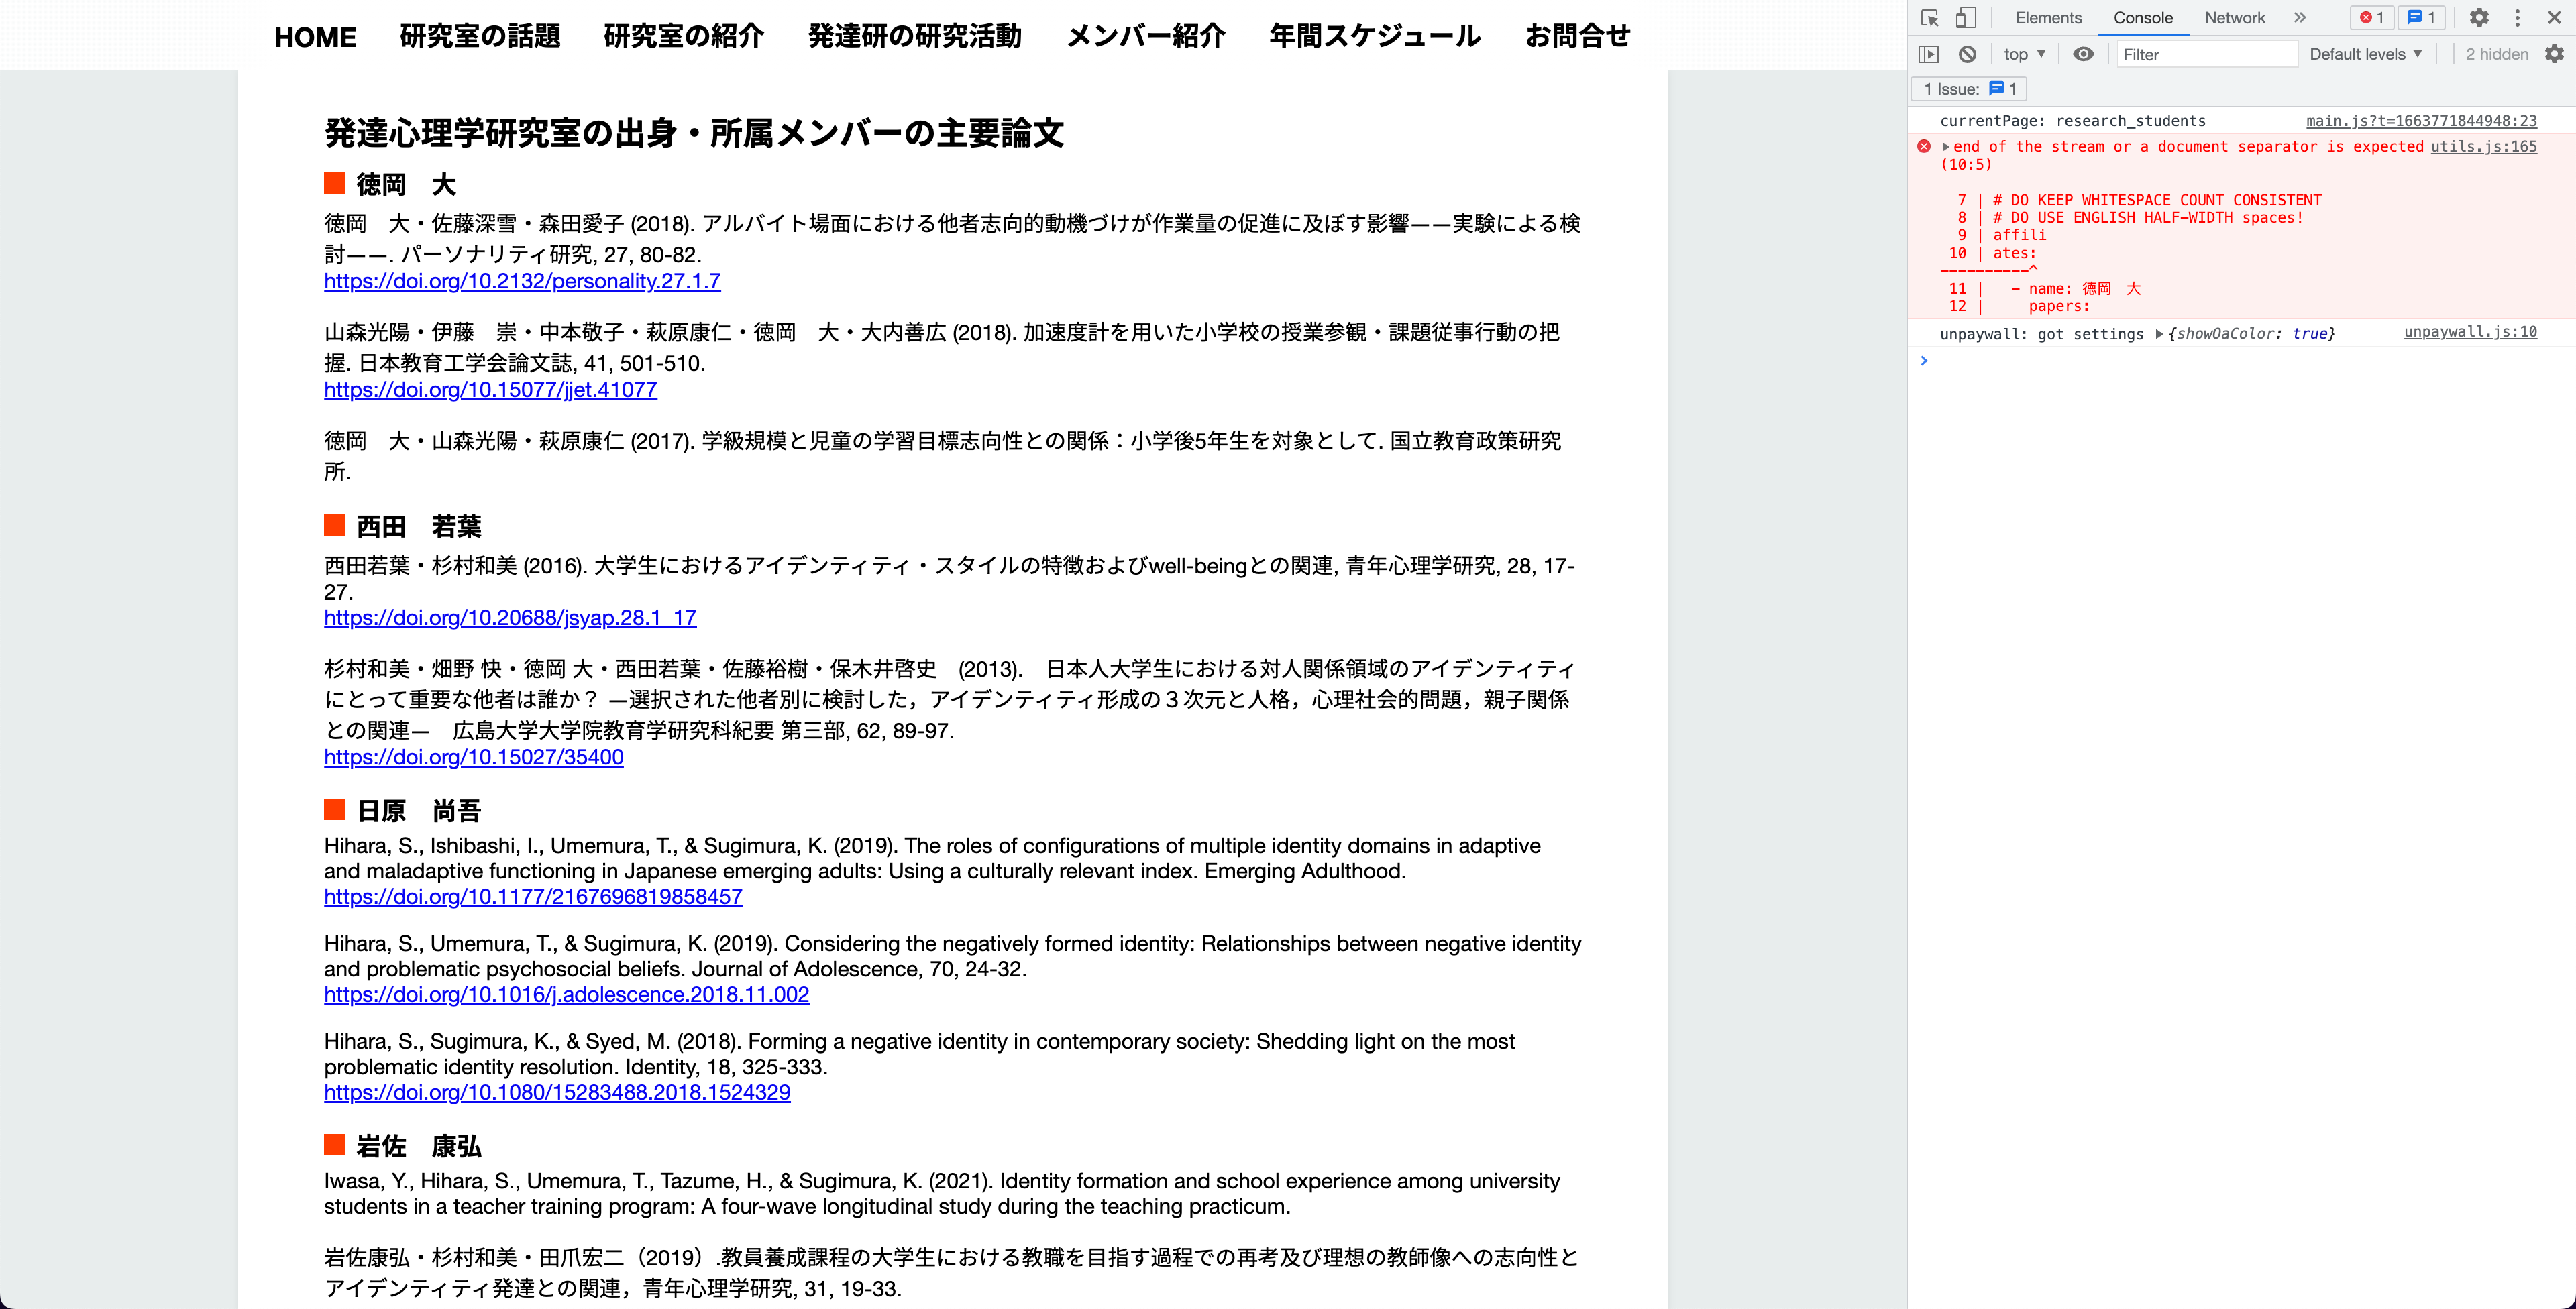 HOME 研究室の話題 研究室の紹介 発達研の研究活動 メンバー紹介 年間スケジュール お問合せ
発達心理学研究室の出身・所属メンバーの主要論文
徳岡　大
徳岡　大・佐藤深雪・森田愛子 (2018). アルバイト場面における他者志向的動機づけが作業量の促進に及ぼす影響——実験による検
討——. パーソナリティ研究, 27, 80-82.
https://doi.org/10.2132/personality.27.1.7
山森光陽・伊藤　崇・中本敬子・萩原康仁・徳岡　大・大内善広 (2018). 加速度計を用いた小学校の授業参観・課題従事行動の把
握. 日本教育工学会論文誌, 41, 501-510.
https://doi.org/10.15077/jjet.41077
徳岡　大・山森光陽・萩原康仁 (2017). 学級規模と児童の学習目標志向性との関係：小学後5年生を対象として. 国立教育政策研究
所.
西田　若葉
西田若葉・杉村和美 (2016). 大学生におけるアイデンティティ・スタイルの特徴およびwell-beingとの関連, 青年心理学研究, 28, 17-
27.
https://doi.org/10.20688/jsyap.28.1_17
杉村和美・畑野 快・徳岡 大・西田若葉・佐藤裕樹・保木井啓史　(2013).　日本人大学生における対人関係領域のアイデンティティ
にとって重要な他者は誰か？ —選択された他者別に検討した，アイデンティティ形成の３次元と人格，心理社会的問題，親子関係
との関連—　広島大学大学院教育学研究科紀要 第三部, 62, 89-97.
https://doi.org/10.15027/35400
日原　尚吾
Hihara, S., Ishibashi, I., Umemura, T., & Sugimura, K. (2019). The roles of configurations of multiple identity domains in adaptive
and maladaptive functioning in Japanese emerging adults: Using a culturally relevant index. Emerging Adulthood.
https://doi.org/10.1177/2167696819858457
Hihara, S., Umemura, T., & Sugimura, K. (2019). Considering the negatively formed identity: Relationships between negative identity
and problematic psychosocial beliefs. Journal of Adolescence, 70, 24-32.
https://doi.org/10.1016/j.adolescence.2018.11.002
Hihara, S., Sugimura, K., & Syed, M. (2018). Forming a negative identity in contemporary society: Shedding light on the most
problematic identity resolution. Identity, 18, 325-333.
https://doi.org/10.1080/15283488.2018.1524329
岩佐　康弘
Iwasa, Y., Hihara, S., Umemura, T., Tazume, H., & Sugimura, K. (2021). Identity formation and school experience among university
students in a teacher training program: A four-wave longitudinal study during the teaching practicum.
岩佐康弘・杉村和美・田爪宏二（2019）.教員養成課程の大学生における教職を目指す過程での再考及び理想の教師像への志向性と
アイデンティティ発達との関連，青年心理学研究, 31, 19-33.
Elements Console Network 1 1
top Filter Default levels 2 hidden
1 Issue: 1
currentPage: research_students main.js?t=1663771844948:23
end of the stream or a document separator is expected utils.js:165
(10:5)
7 | # DO KEEP WHITESPACE COUNT CONSISTENT
8 | # DO USE ENGLISH HALF-WIDTH spaces!
9 | affili
10 | ates:
----------^
11 |   - name: 徳岡　大
12 |     papers:
unpaywall: got settings {showOaColor: true} unpaywall.js:10